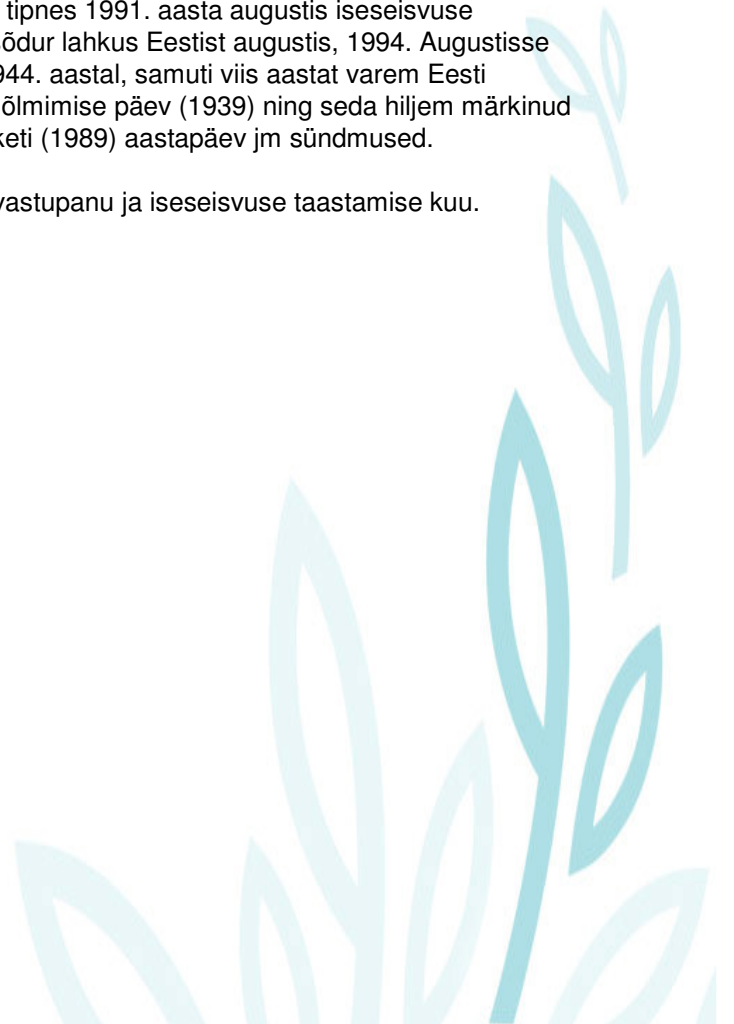 tipnes 1991. aasta augustis iseseisvuse
sõdur lahkus Eestist augustis, 1994. Augustisse
944. aastal, samuti viis aastat varem Eesti
õlmimise päev (1939) ning seda hiljem märkinud
keti (1989) aastapäev jm sündmused.
vastupanu ja iseseisvuse taastamise kuu.